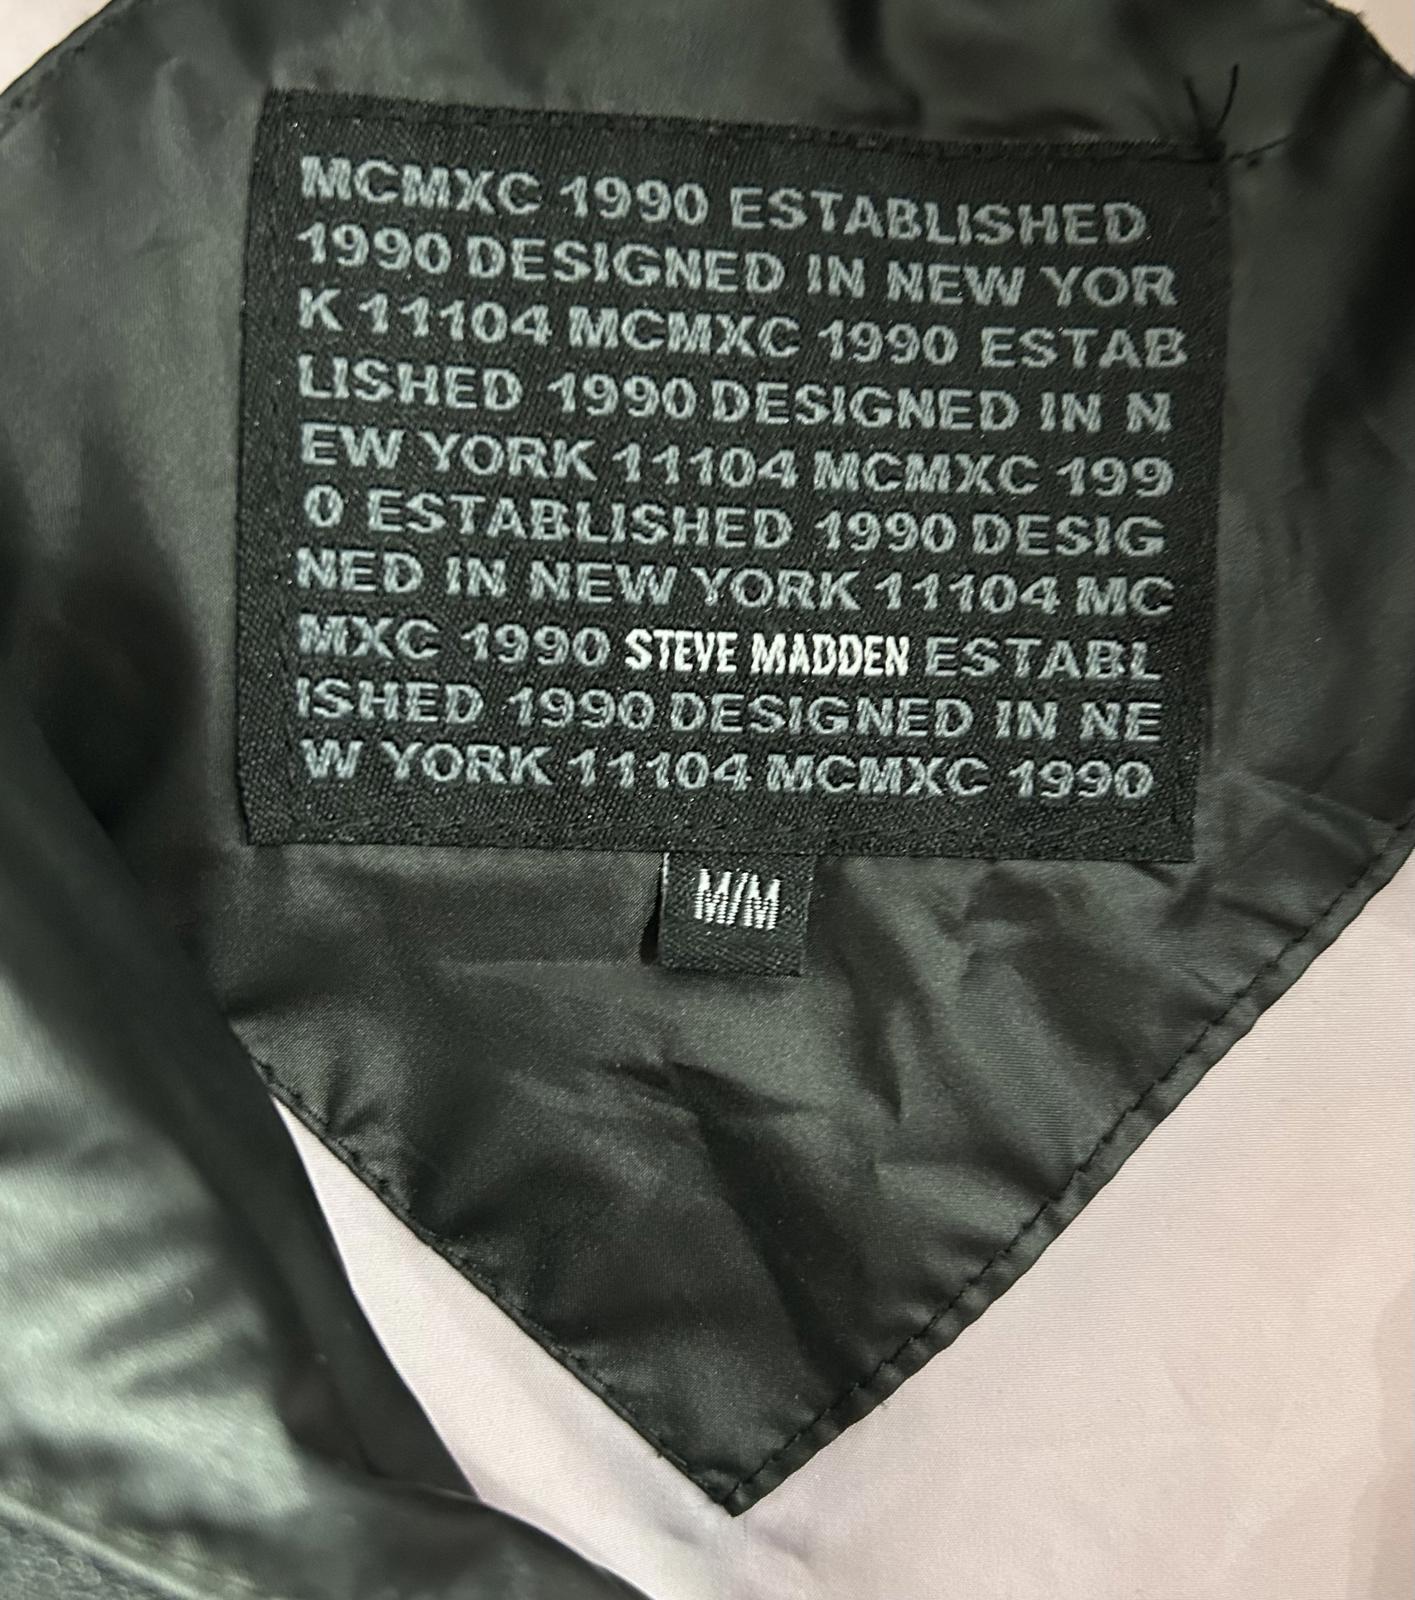 MCMXC 1990 ESTABLISHED
1990 DESIGNED IN NEW YOR
K 11104 MCMXC 1990 ESTAB
LISHED 1990 DESIGNED IN N
EW YORK 11104 MCMXC 199
0 ESTABLISHED 1990 DESIG
NED IN NEW YORK 11104 MC
MXC 1990 STEVE MADDEN ESTABL
ISHED 1990 DESIGNED IN NE
W YORK 11104 MCMXC 1990
M/M